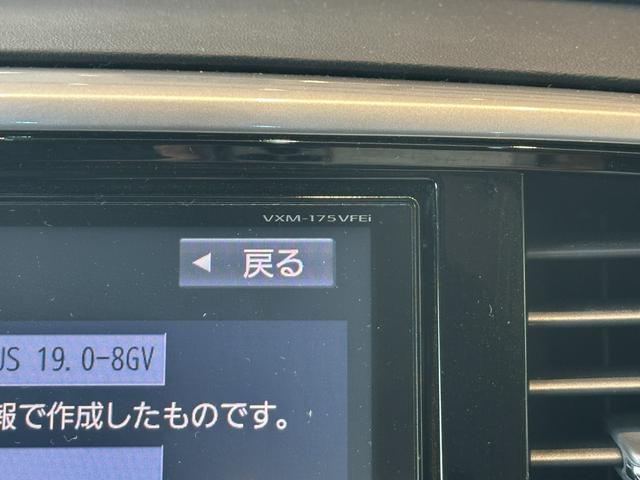 VXM-175VFEi
◀ 戻る
US 19.0-8GV
報で作成したものです。